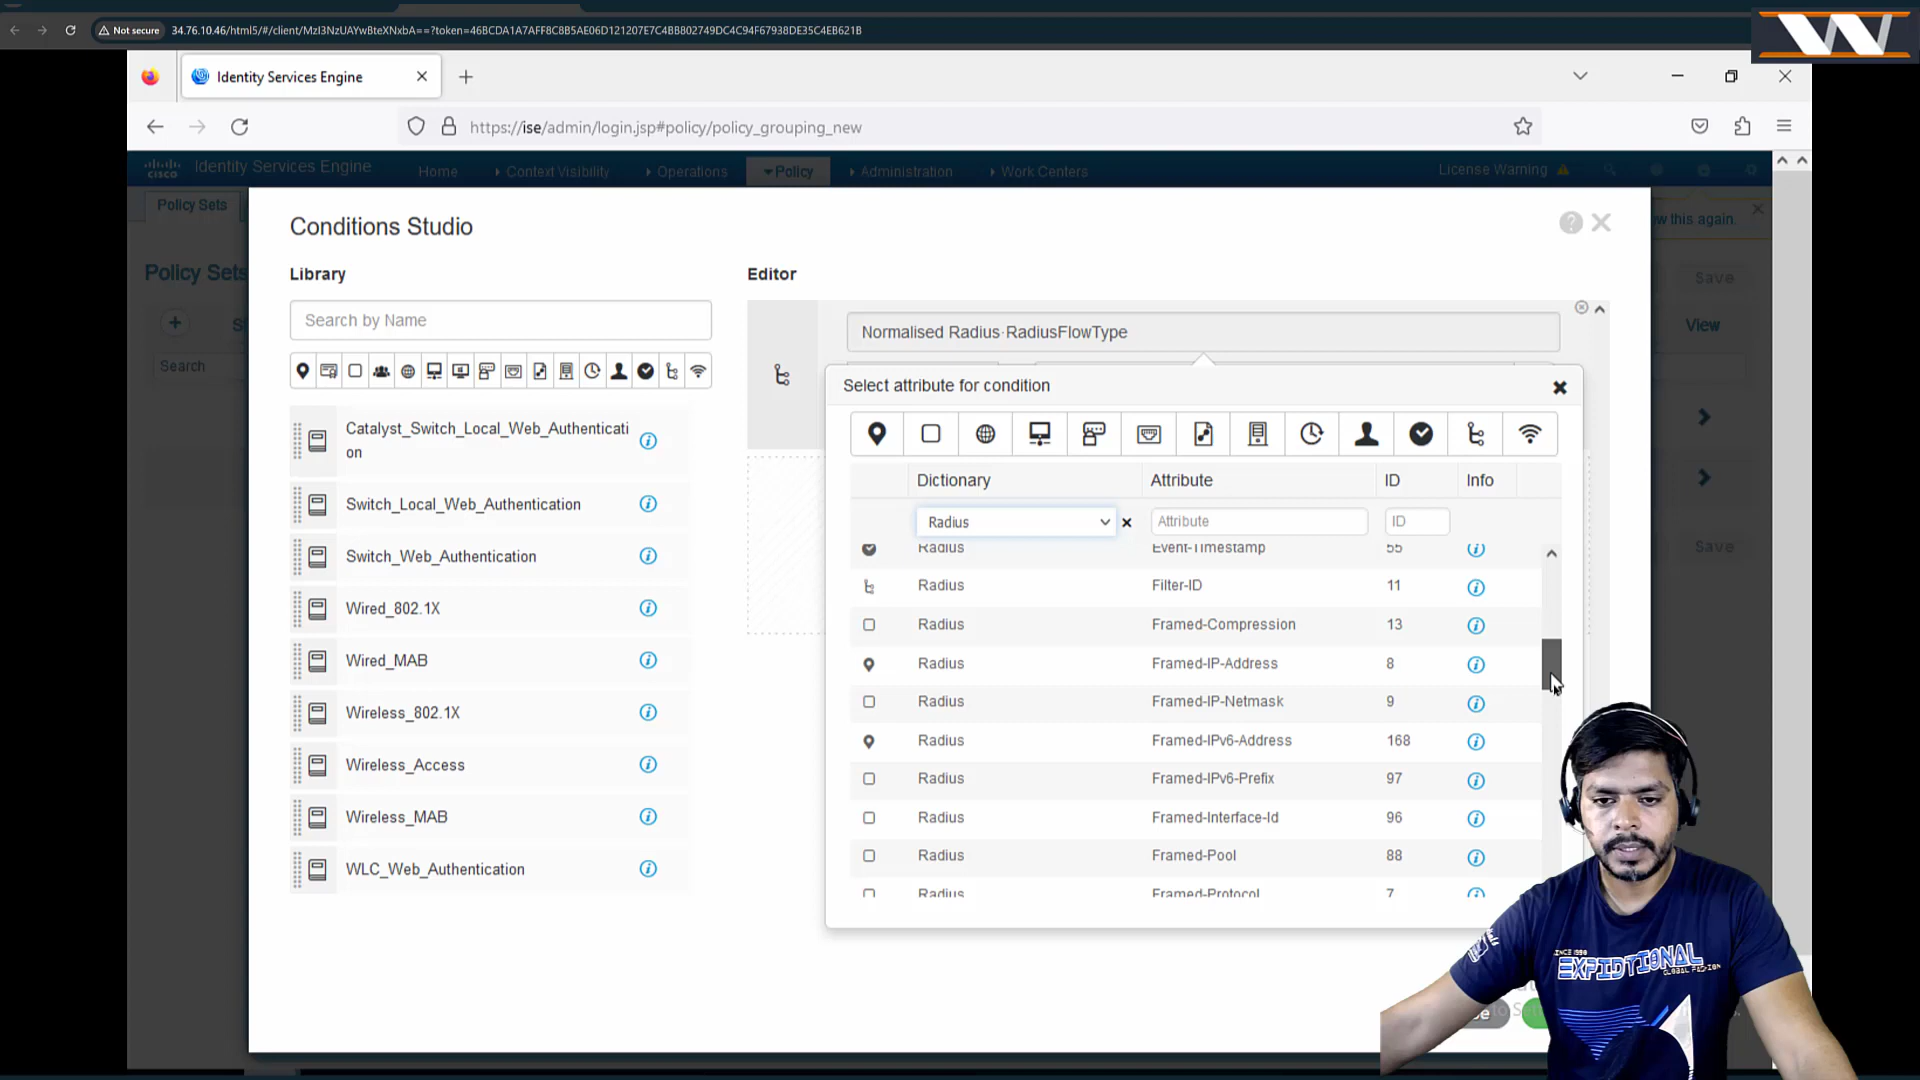 Not secure 34.76.10.46/html5/#/client/MzI3NzUAYwBteXNxbA==?token=46BCDA1A7AFF8C8B5AE06D121207E7C4BB802749DC4C94F67938DE35C4EB621B
Identity Services Engine
https://ise/admin/login.jsp#policy/policy_grouping_new
cisco Identity Services Engine Home Context Visibility Operations Policy Administration Work Centers License Warning
Policy Sets
w this again.
Conditions Studio
Policy Sets
Save
Library
Editor
Search by Name
View
Search
Normalised Radius·RadiusFlowType
Select attribute for condition
Catalyst_Switch_Local_Web_Authenticati
on
Switch_Local_Web_Authentication
Switch_Web_Authentication
Wired_802.1X
Wired_MAB
Wireless_802.1X
Wireless_Access
Wireless_MAB
WLC_Web_Authentication
Dictionary Attribute ID Info
Radius Attribute ID
Radius Event-Timestamp 55
Radius Filter-ID 11
Radius Framed-Compression 13
Radius Framed-IP-Address 8
Radius Framed-IP-Netmask 9
Radius Framed-IPv6-Address 168
Radius Framed-IPv6-Prefix 97
Radius Framed-Interface-Id 96
Radius Framed-Pool 88
Radius Framed-Protocol 7
Save
SINCE 1990
EXPIDTIONAL
GLOBAL FASHION